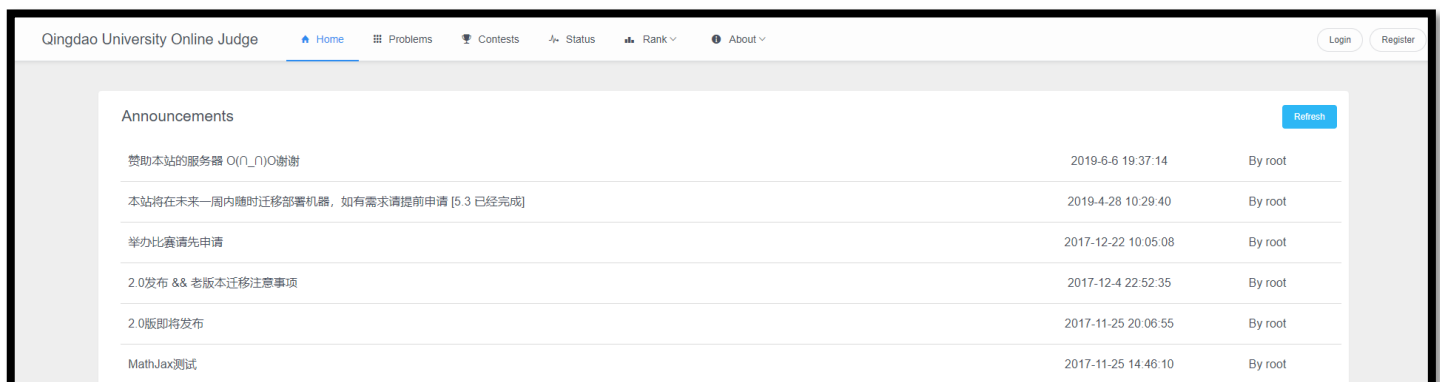 Qingdao University Online Judge Home Problems Contests Status Rank About Login Register
Announcements Refresh
赞助本站的服务器 O(∩_∩)O谢谢 2019-6-6 19:37:14 By root
本站将在未来一周内随时迁移部署机器，如有需求请提前申请 [5.3 已经完成] 2019-4-28 10:29:40 By root
举办比赛请先申请 2017-12-22 10:05:08 By root
2.0发布 && 老版本迁移注意事项 2017-12-4 22:52:35 By root
2.0版即将发布 2017-11-25 20:06:55 By root
MathJax测试 2017-11-25 14:46:10 By root